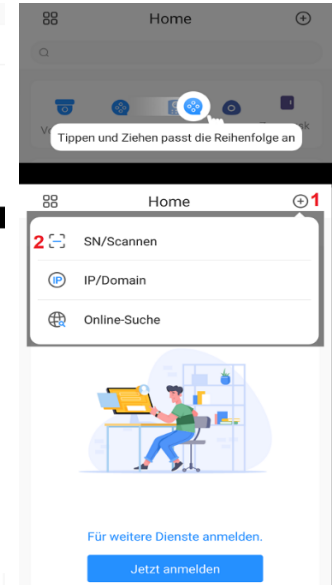 Home
Tippen und Ziehen passt die Reihenfolge an
Home
1
2 SN/Scannen
IP IP/Domain
Online-Suche
Für weitere Dienste anmelden.
Jetzt anmelden